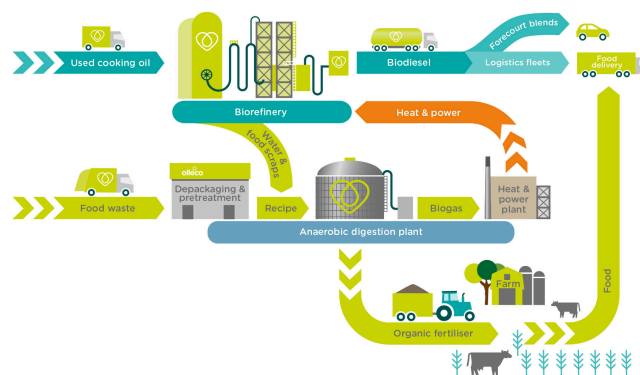 Forecourt blends
Used cooking oil
Biodiesel
Logistics fleets
Food
delivery
Biorefinery
Heat & power
Water &
food scraps
olleco
Depackaging &
pretreatment
Food waste
Recipe
Biogas
Heat &
power
plant
Anaerobic digestion plant
Farm
Food
Organic fertiliser